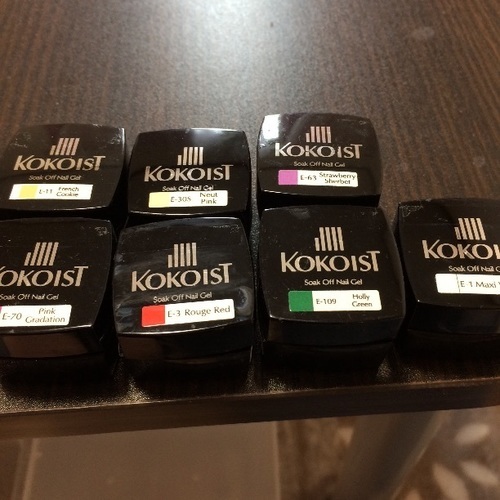 KOKOIST
Soak Off Nail Gel
E-11 French
Cookie
KOKOIST
Soak Off Nail Gel
E-305 Neut
Pink
KOKOIST
Soak Off Nail Gel
E-63 Strawberry
Sherbet
KOKOIST
Soak Off Nail Gel
E-70 Pink
Gradation
KOKOIST
Soak Off Nail Gel
E-3 Rouge Red
KOKOIST
Soak Off Nail Gel
E-109 Holly
Green
KOKOI
Soak Off Nail Gel
E 1 Maxi